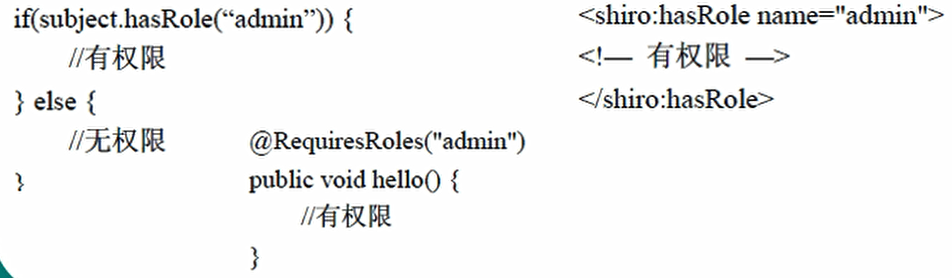 if(subject.hasRole(“admin”)) {
//有权限
} else {
//无权限
}
@RequiresRoles("admin")
public void hello() {
//有权限
}
<shiro:hasRole name="admin">
<!— 有权限 —>
</shiro:hasRole>